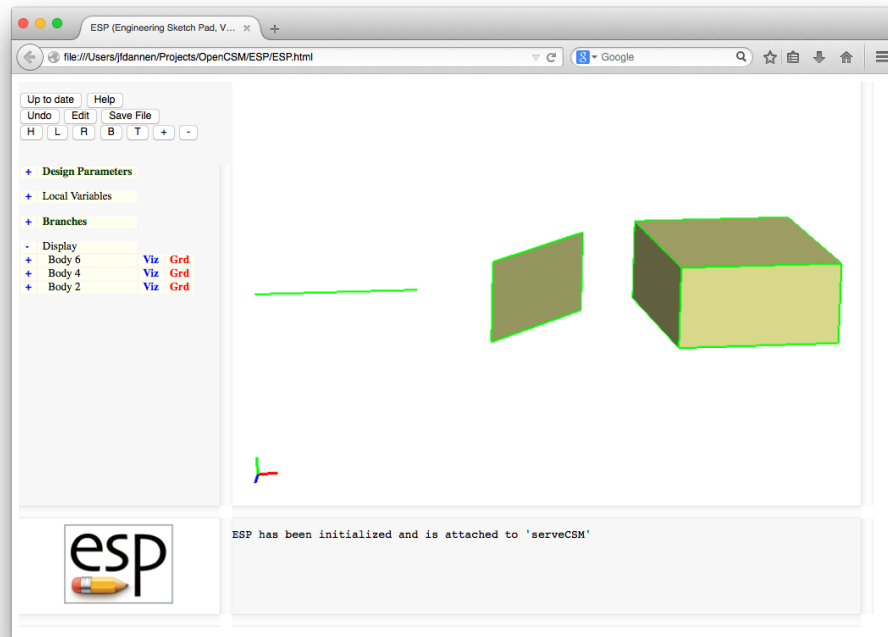 ESP (Engineering Sketch Pad, V...
file:///Users/jfdannen/Projects/OpenCSM/ESP/ESP.html
Google
Up to date Help
Undo Edit Save File
H L R B T + -
+ Design Parameters
+ Local Variables
+ Branches
- Display
+ Body 6 Viz Grd
+ Body 4 Viz Grd
+ Body 2 Viz Grd
esp
ESP has been initialized and is attached to 'serveCSM'